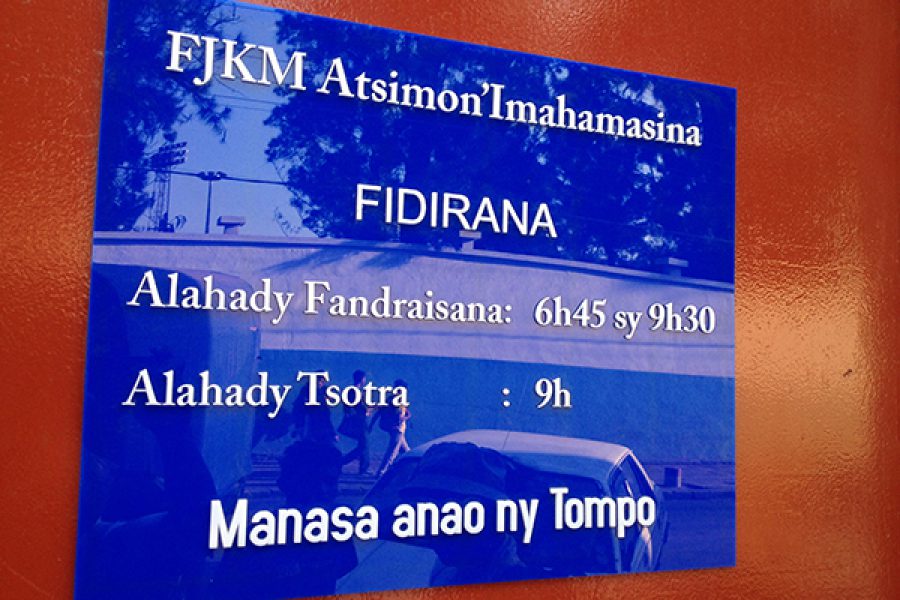 FJKM Atsimon'Imahamasina
FIDIRANA
Alahady Fandraisana: 6h45 sy 9h30
Alahady Tsotra : 9h
Manasa anao ny Tompo